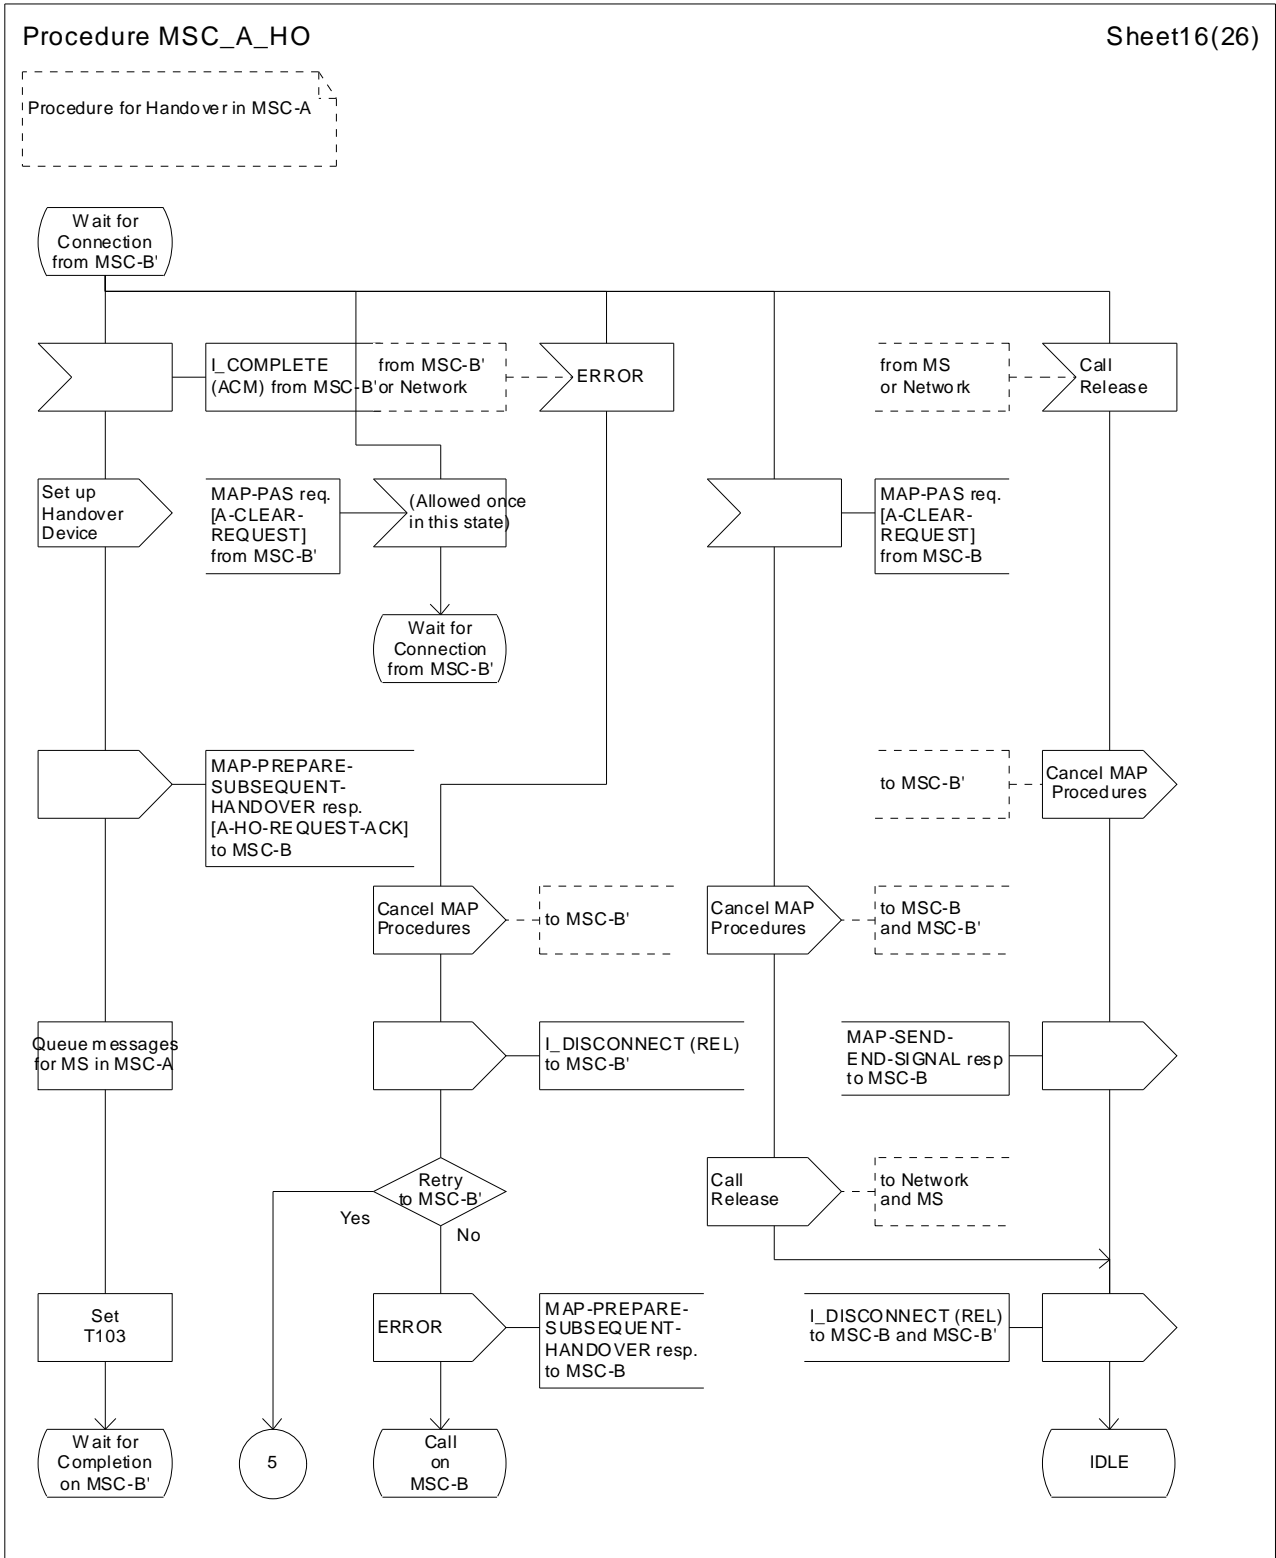 Procedure MSC_A_HO
Sheet16(26)
Procedure for Handover in MSC-A
Wait for
Connection
from MSC-B'
I_COMPLETE
(ACM) from MSC-B'
from MSC-B'
or Network
ERROR
from MS
or Network
Call
Release
Set up
Handover
Device
MAP-PAS req.
[A-CLEAR-
REQUEST]
from MSC-B'
(Allowed once
in this state)
MAP-PAS req.
[A-CLEAR-
REQUEST]
from MSC-B
Wait for
Connection
from MSC-B'
MAP-PREPARE-
SUBSEQUENT-
HANDOVER resp.
[A-HO-REQUEST-ACK]
to MSC-B
to MSC-B'
Cancel MAP
Procedures
Cancel MAP
Procedures
to MSC-B'
Cancel MAP
Procedures
to MSC-B
and MSC-B'
Queue messages
for MS in MSC-A
I_DISCONNECT (REL)
to MSC-B'
MAP-SEND-
END-SIGNAL resp
to MSC-B
Retry
to MSC-B'
Yes
No
Call
Release
to Network
and MS
Set
T103
ERROR
MAP-PREPARE-
SUBSEQUENT-
HANDOVER resp.
to MSC-B
I_DISCONNECT (REL)
to MSC-B and MSC-B'
Wait for
Completion
on MSC-B'
5
Call
on
MSC-B
IDLE